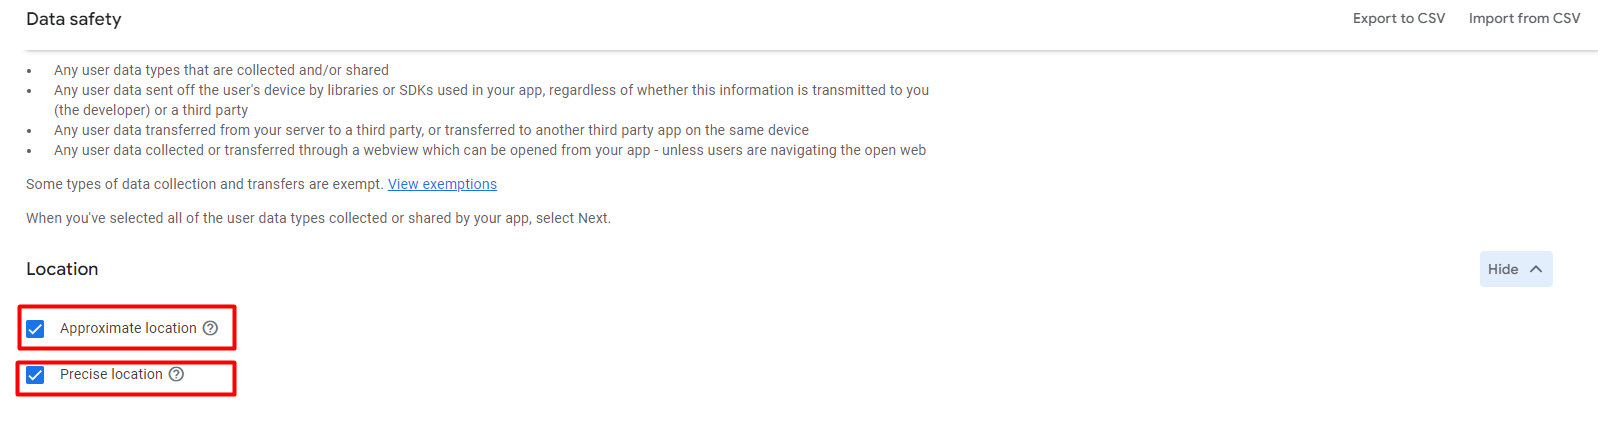 Data safety
Export to CSV
Import from CSV
• Any user data types that are collected and/or shared
• Any user data sent off the user's device by libraries or SDKs used in your app, regardless of whether this information is transmitted to you
(the developer) or a third party
• Any user data transferred from your server to a third party, or transferred to another third party app on the same device
• Any user data collected or transferred through a webview which can be opened from your app - unless users are navigating the open web
Some types of data collection and transfers are exempt. View exemptions
When you've selected all of the user data types collected or shared by your app, select Next.
Location
Hide
Approximate location ?
Precise location ?